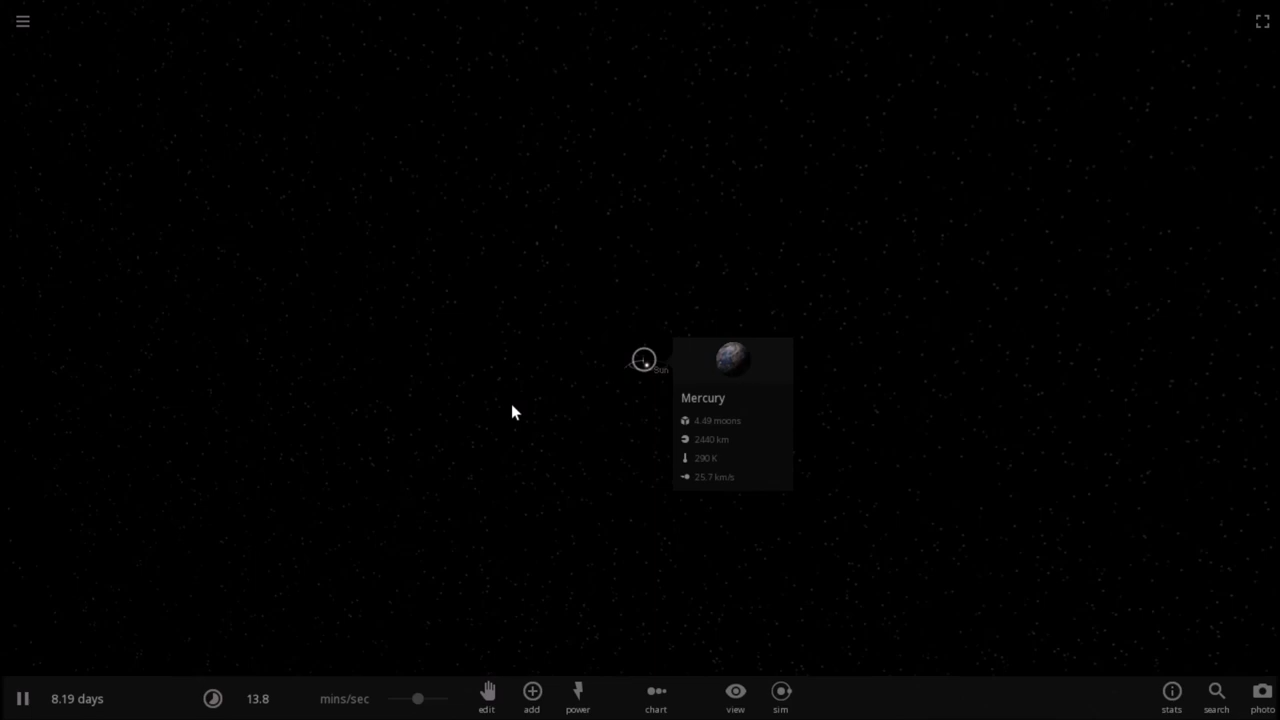 Sun
Mercury
4.49 moons
2440 km
290 K
25.7 km/s
8.19 days
13.8
mins/sec
edit
add
power
chart
view
sim
stats
search
photo